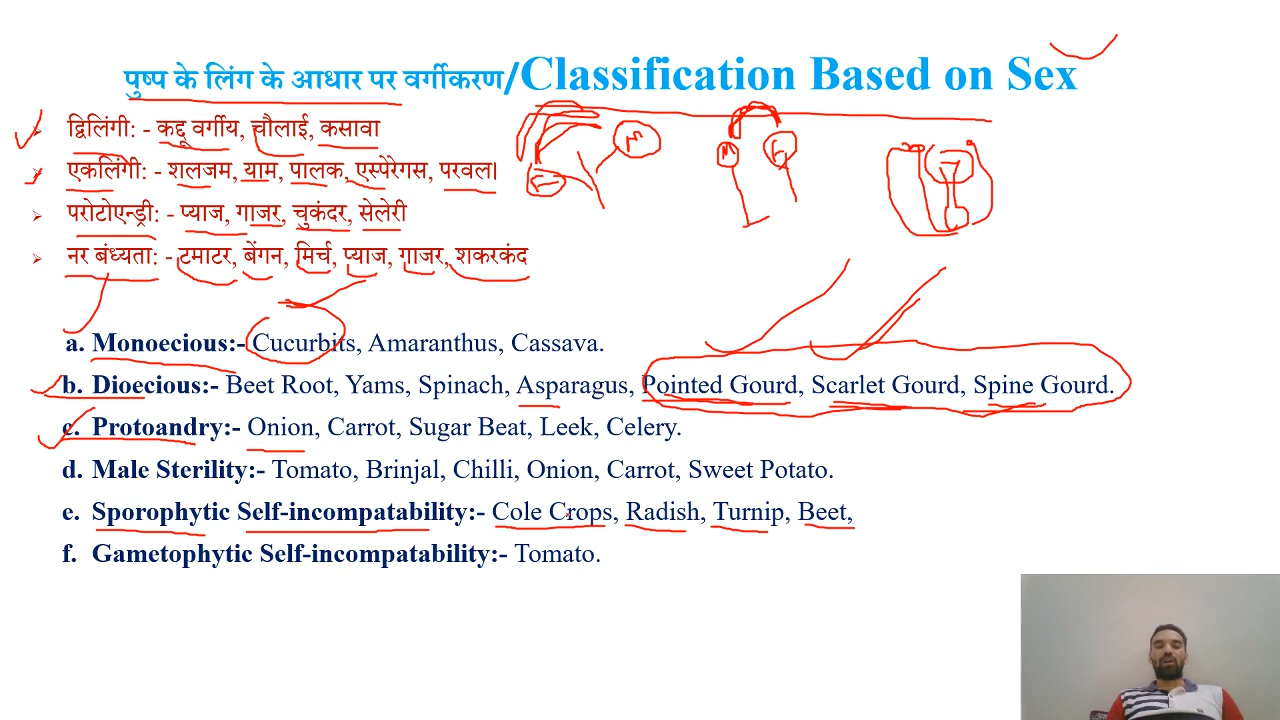 पुष्प के लिंग के आधार पर वर्गीकरण/Classification Based on Sex
द्विलिंगी: - कद्दू वर्गीय, चौलाई, कसावा
एकलिंगी: - शलजम, याम, पालक, एस्पेरेगस, परवल।
परोटोएन्ड्री: - प्याज, गाजर, चुकंदर, सेलेरी
नर बंध्यता: - टमाटर, बेंगन, मिर्च, प्याज, गाजर, शकरकंद
M
F
M
F
a. Monoecious:- Cucurbits, Amaranthus, Cassava.
b. Dioecious:- Beet Root, Yams, Spinach, Asparagus, Pointed Gourd, Scarlet Gourd, Spine Gourd.
c. Protoandry:- Onion, Carrot, Sugar Beat, Leek, Celery.
d. Male Sterility:- Tomato, Brinjal, Chilli, Onion, Carrot, Sweet Potato.
e. Sporophytic Self-incompatability:- Cole Crops, Radish, Turnip, Beet,
f. Gametophytic Self-incompatability:- Tomato.